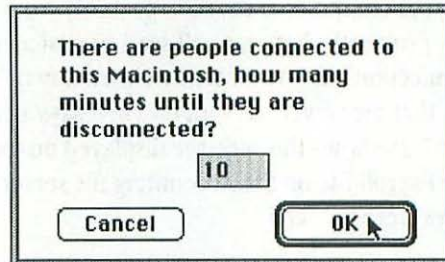 There are people connected to
this Macintosh, how many
minutes until they are
disconnected?
10
Cancel
OK